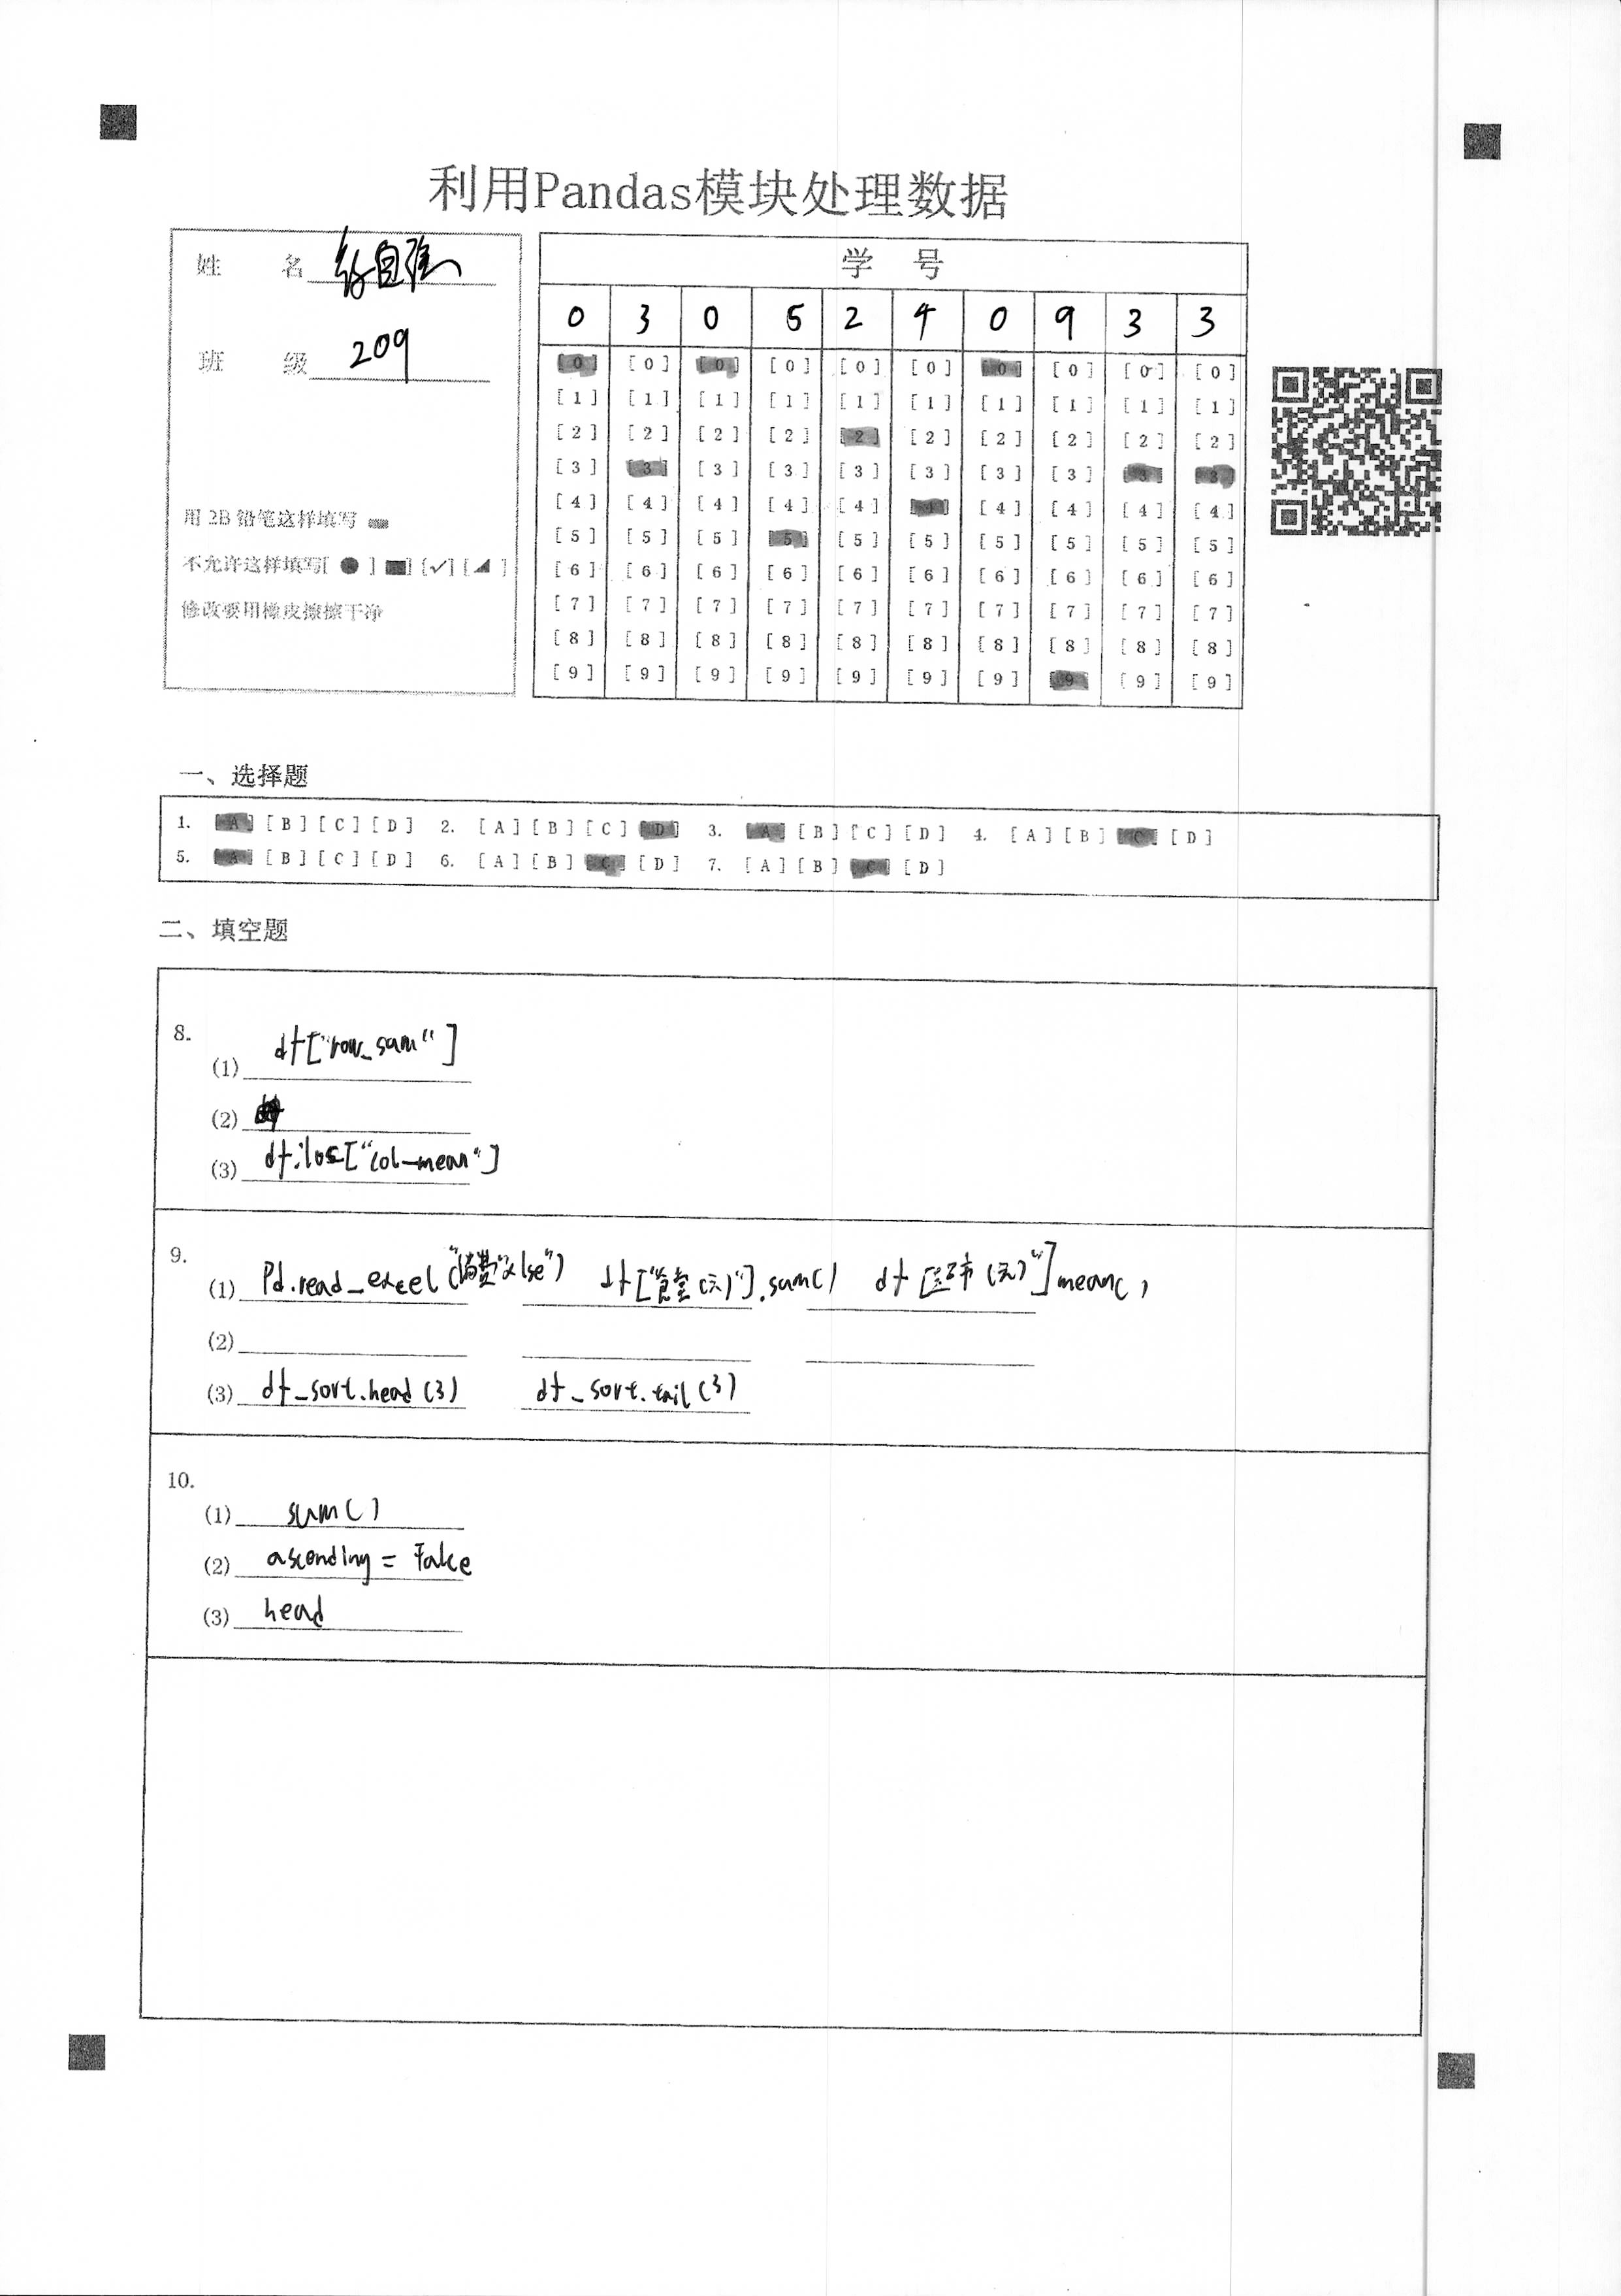 利用Pandas模块处理数据
姓 名
班 级 209
用 2B 铅笔这样填写
不允许这样填写[ ● ] [■] [✓] [◢ ]
修改要用橡皮擦擦干净
学 号
0 3 0 5 2 4 0 9 3 3
[0] [0] [0] [0] [0] [0] [0] [0] [0] [0]
[1] [1] [1] [1] [1] [1] [1] [1] [1] [1]
[2] [2] [2] [2] [2] [2] [2] [2] [2] [2]
[3] [3] [3] [3] [3] [3] [3] [3] [3] [3]
[4] [4] [4] [4] [4] [4] [4] [4] [4] [4]
[5] [5] [5] [5] [5] [5] [5] [5] [5] [5]
[6] [6] [6] [6] [6] [6] [6] [6] [6] [6]
[7] [7] [7] [7] [7] [7] [7] [7] [7] [7]
[8] [8] [8] [8] [8] [8] [8] [8] [8] [8]
[9] [9] [9] [9] [9] [9] [9] [9] [9] [9]
一、选择题
1. [A] [B] [C] [D] 2. [A] [B] [C] [D] 3. [A] [B] [C] [D] 4. [A] [B] [C] [D]
5. [A] [B] [C] [D] 6. [A] [B] [C] [D] 7. [A] [B] [C] [D]
二、填空题
8.
(1) df["row_sum"]
(2)
(3) df.loc["col-mean"]
9.
(1) Pd.read_excel("消费"xlse") df["食堂(元)"].sum() df[超市(元)"]mean()
(2)
(3) df_sort.head(3) df_sort.tail(3)
10.
(1) sum()
(2) ascending = False
(3) head